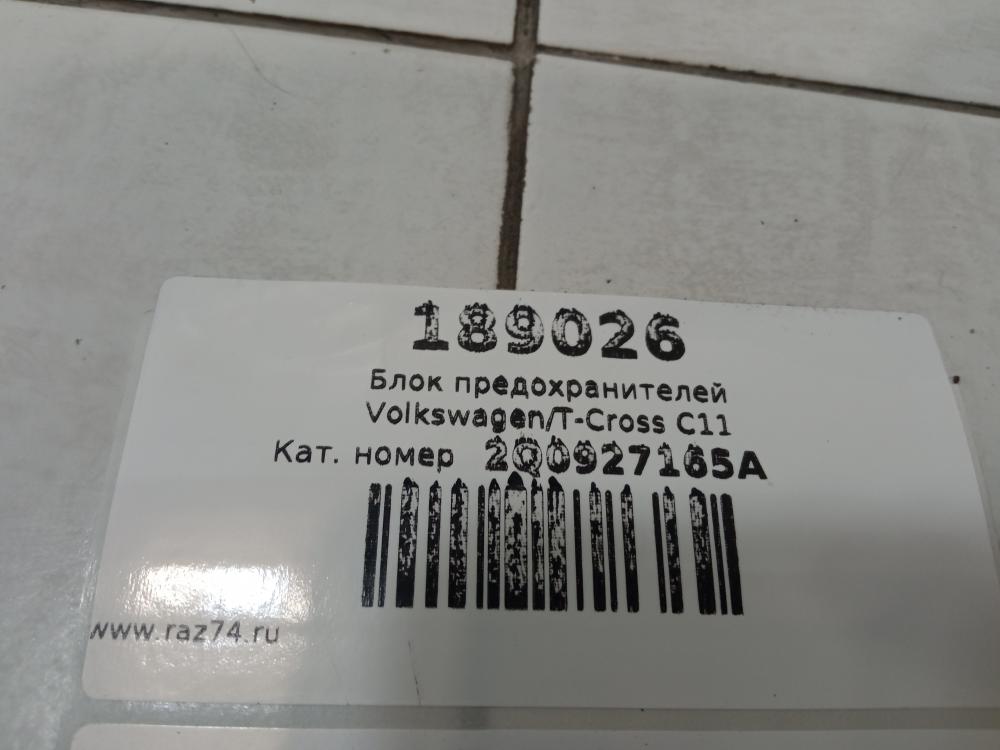 189026
Блок предохранителей
Volkswagen/T-Cross C11
Кат. номер 2Q0927165A
www.raz74.ru